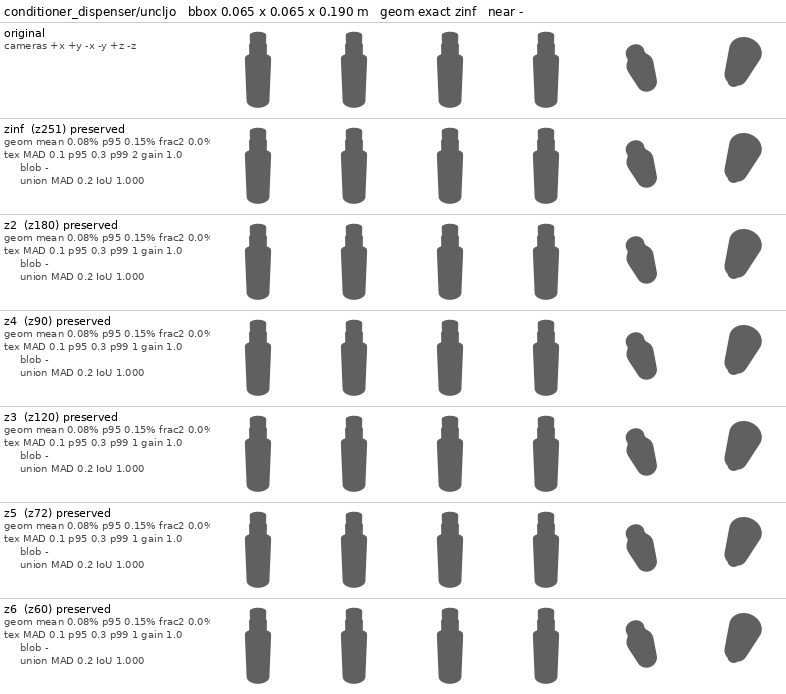 conditioner_dispenser/uncljo   bbox 0.065 x 0.065 x 0.190 m   geom exact zinf   near -
original
cameras +x +y -x -y +z -z
zinf  (z251) preserved
geom mean 0.08% p95 0.15% frac2 0.0%
tex MAD 0.1 p95 0.3 p99 2 gain 1.0
blob -
union MAD 0.2 IoU 1.000
z2  (z180) preserved
geom mean 0.08% p95 0.15% frac2 0.0%
tex MAD 0.1 p95 0.3 p99 1 gain 1.0
blob -
union MAD 0.2 IoU 1.000
z4  (z90) preserved
geom mean 0.08% p95 0.15% frac2 0.0%
tex MAD 0.1 p95 0.3 p99 1 gain 1.0
blob -
union MAD 0.2 IoU 1.000
z3  (z120) preserved
geom mean 0.08% p95 0.15% frac2 0.0%
tex MAD 0.1 p95 0.3 p99 1 gain 1.0
blob -
union MAD 0.2 IoU 1.000
z5  (z72) preserved
geom mean 0.08% p95 0.15% frac2 0.0%
tex MAD 0.1 p95 0.3 p99 1 gain 1.0
blob -
union MAD 0.2 IoU 1.000
z6  (z60) preserved
geom mean 0.08% p95 0.15% frac2 0.0%
tex MAD 0.1 p95 0.3 p99 1 gain 1.0
blob -
union MAD 0.2 IoU 1.000